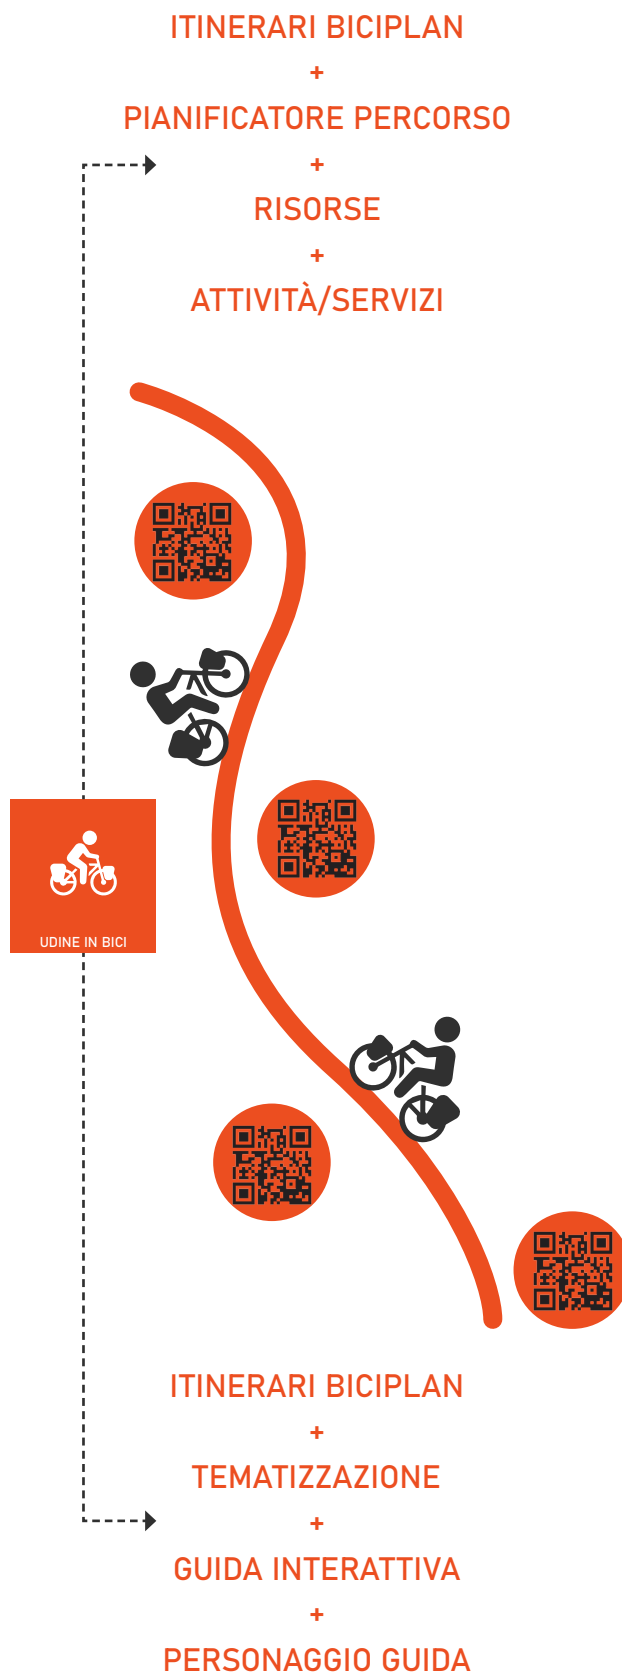 ITINERARI BICIPLAN
+
PIANIFICATORE PERCORSO
+
RISORSE
+
ATTIVITÀ/SERVIZI
UDINE IN BICI
ITINERARI BICIPLAN
+
TEMATIZZAZIONE
+
GUIDA INTERATTIVA
+
PERSONAGGIO GUIDA